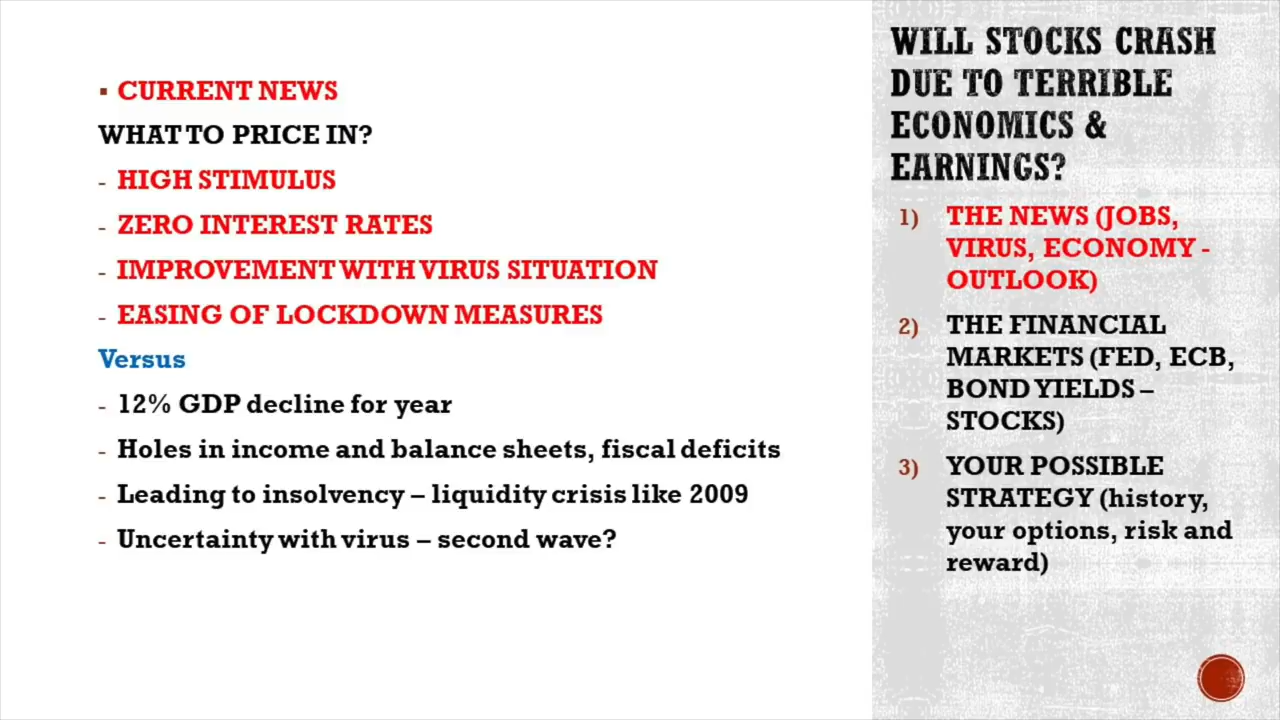 ▪ CURRENT NEWS
WHAT TO PRICE IN?
- HIGH STIMULUS
- ZERO INTEREST RATES
- IMPROVEMENT WITH VIRUS SITUATION
- EASING OF LOCKDOWN MEASURES
Versus
- 12% GDP decline for year
- Holes in income and balance sheets, fiscal deficits
- Leading to insolvency – liquidity crisis like 2009
- Uncertainty with virus – second wave?
WILL STOCKS CRASH
DUE TO TERRIBLE
ECONOMICS &
EARNINGS?
1) THE NEWS (JOBS,
VIRUS, ECONOMY -
OUTLOOK)
2) THE FINANCIAL
MARKETS (FED, ECB,
BOND YIELDS –
STOCKS)
3) YOUR POSSIBLE
STRATEGY (history,
your options, risk and
reward)